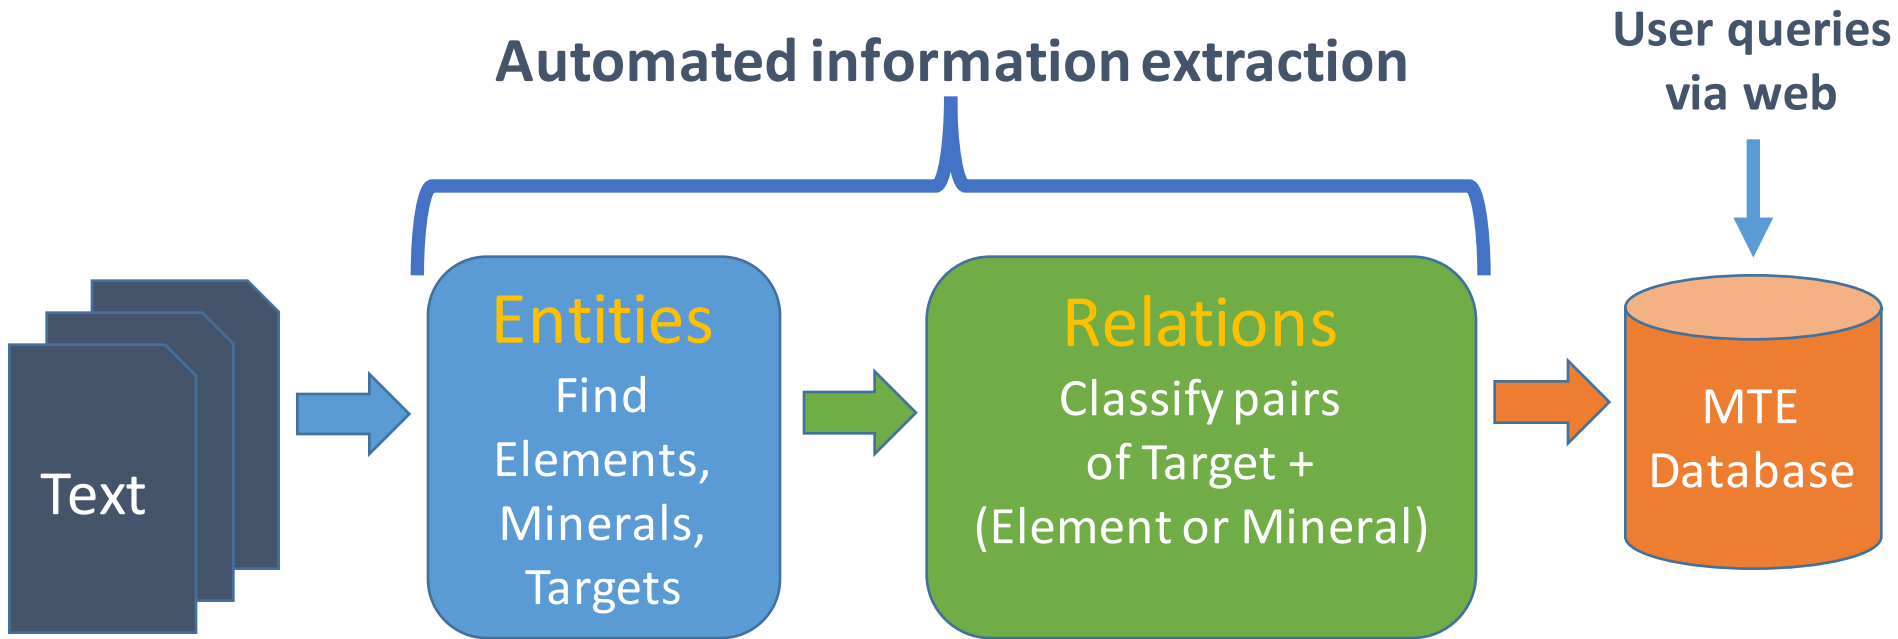 Automated information extraction
User queries
via web
Text
Entities
Find
Elements,
Minerals,
Targets
Relations
Classify pairs
of Target +
(Element or Mineral)
MTE
Database